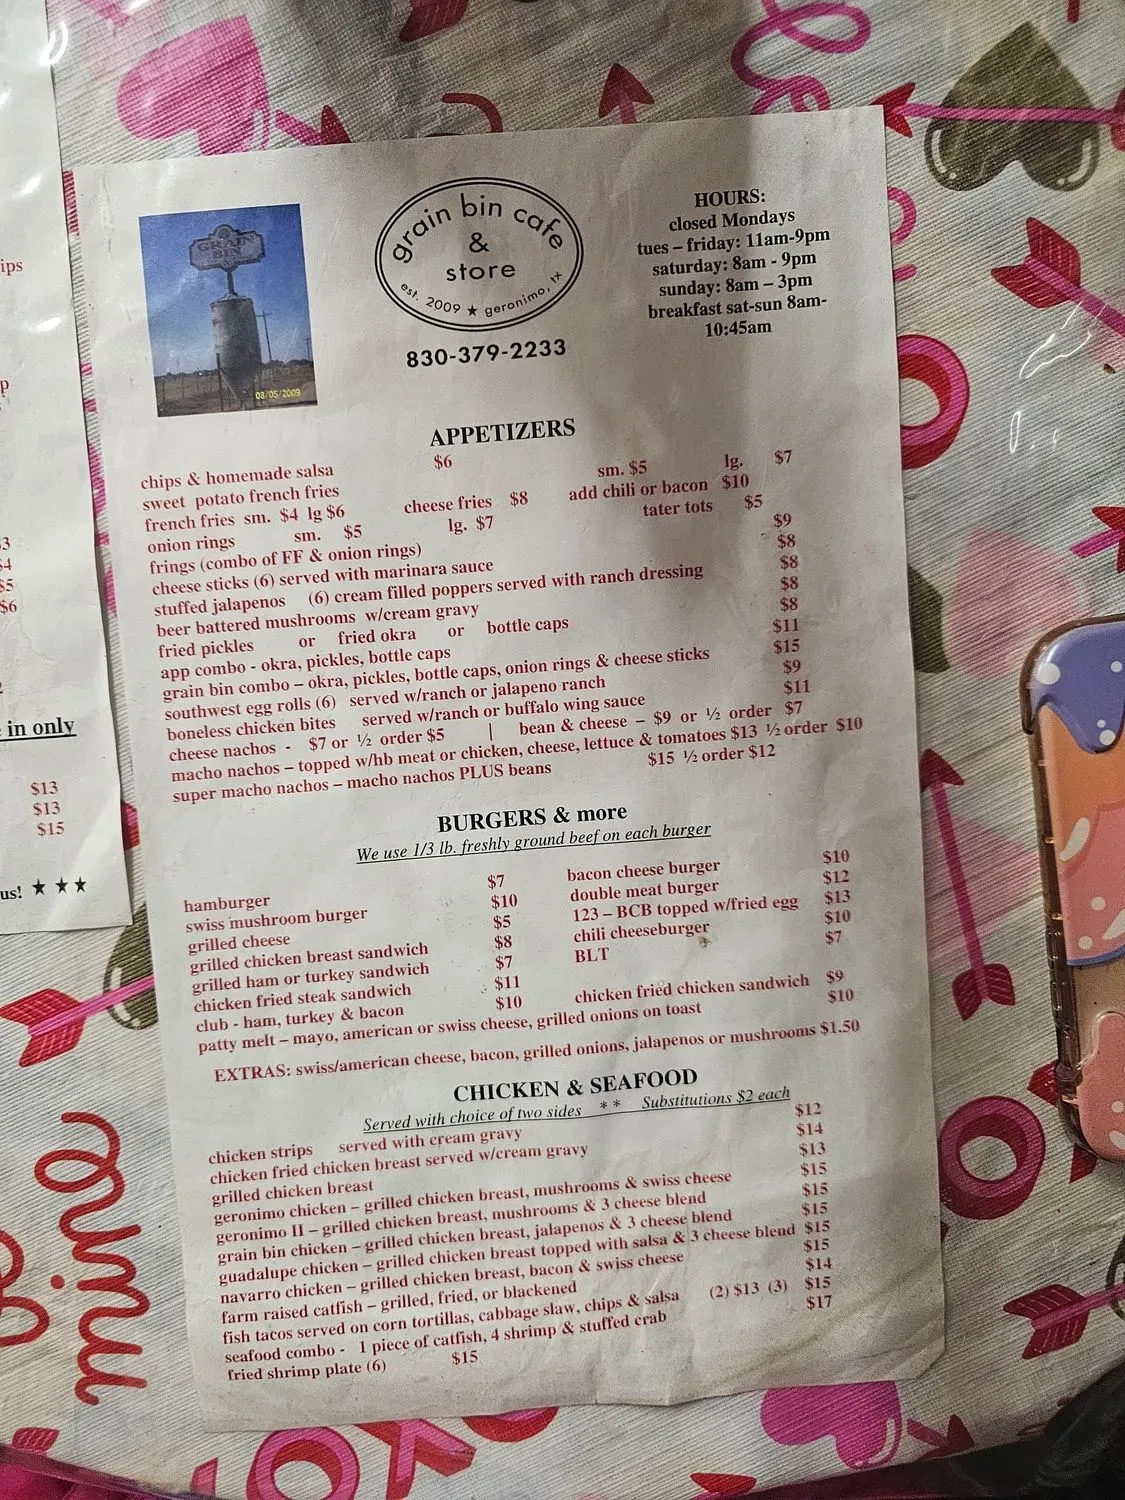 GRAIN
BIN
08/05/2009
grain bin cafe
&
store
est. 2009 ★ geronimo, tx
830-379-2233
HOURS:
closed Mondays
tues – friday: 11am-9pm
saturday: 8am - 9pm
sunday: 8am – 3pm
breakfast sat-sun 8am-
10:45am
APPETIZERS
chips & homemade salsa $6
sweet potato french fries sm. $5 lg. $7
french fries sm. $4 lg $6 cheese fries $8 add chili or bacon $10
onion rings sm. $5 lg. $7 tater tots $5
frings (combo of FF & onion rings) $9
cheese sticks (6) served with marinara sauce $8
stuffed jalapenos (6) cream filled poppers served with ranch dressing $8
beer battered mushrooms w/cream gravy $8
fried pickles or fried okra or bottle caps $8
app combo - okra, pickles, bottle caps $11
grain bin combo – okra, pickles, bottle caps, onion rings & cheese sticks $15
southwest egg rolls (6) served w/ranch or jalapeno ranch $9
boneless chicken bites served w/ranch or buffalo wing sauce $11
cheese nachos - $7 or ½ order $5 | bean & cheese – $9 or ½ order $7
macho nachos – topped w/hb meat or chicken, cheese, lettuce & tomatoes $13 ½ order $10
super macho nachos – macho nachos PLUS beans $15 ½ order $12
BURGERS & more
We use 1/3 lb. freshly ground beef on each burger
hamburger $7 bacon cheese burger $10
swiss mushroom burger $10 double meat burger $12
grilled cheese $5 123 – BCB topped w/fried egg $13
grilled chicken breast sandwich $8 chili cheeseburger $10
grilled ham or turkey sandwich $7 BLT $7
chicken fried steak sandwich $11
club - ham, turkey & bacon $10 chicken fried chicken sandwich $9
patty melt – mayo, american or swiss cheese, grilled onions on toast $10
EXTRAS: swiss/american cheese, bacon, grilled onions, jalapenos or mushrooms $1.50
CHICKEN & SEAFOOD
Served with choice of two sides ** Substitutions $2 each
chicken strips served with cream gravy $12
chicken fried chicken breast served w/cream gravy $14
grilled chicken breast $13
geronimo chicken – grilled chicken breast, mushrooms & swiss cheese $15
geronimo II – grilled chicken breast, mushrooms & 3 cheese blend $15
grain bin chicken – grilled chicken breast, jalapenos & 3 cheese blend $15
guadalupe chicken – grilled chicken breast topped with salsa & 3 cheese blend $15
navarro chicken – grilled chicken breast, bacon & swiss cheese $15
farm raised catfish – grilled, fried, or blackened $14
fish tacos served on corn tortillas, cabbage slaw, chips & salsa (2) $13 (3) $15
seafood combo - 1 piece of catfish, 4 shrimp & stuffed crab $17
fried shrimp plate (6) $15
ips
p
3
$4
$5
$6
in only
$13
$13
$15
us! ★ ★ ★
mine